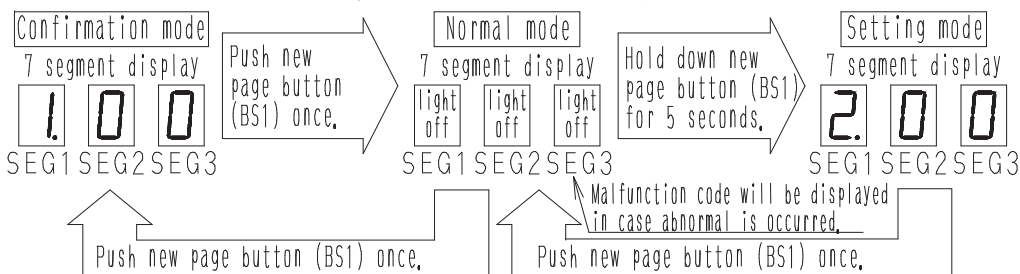 Confirmation mode
7 segment display
1. 0 0
SEG1 SEG2 SEG3
Push new
page button
(BS1) once.
Normal mode
7 segment display
light light light
off off off
SEG1 SEG2 SEG3
Hold down new
page button (BS1)
for 5 seconds.
Setting mode
7 segment display
2. 0 0
SEG1 SEG2 SEG3
Malfunction code will be displayed
in case abnormal is occurred.
Push new page button (BS1) once.
Push new page button (BS1) once.